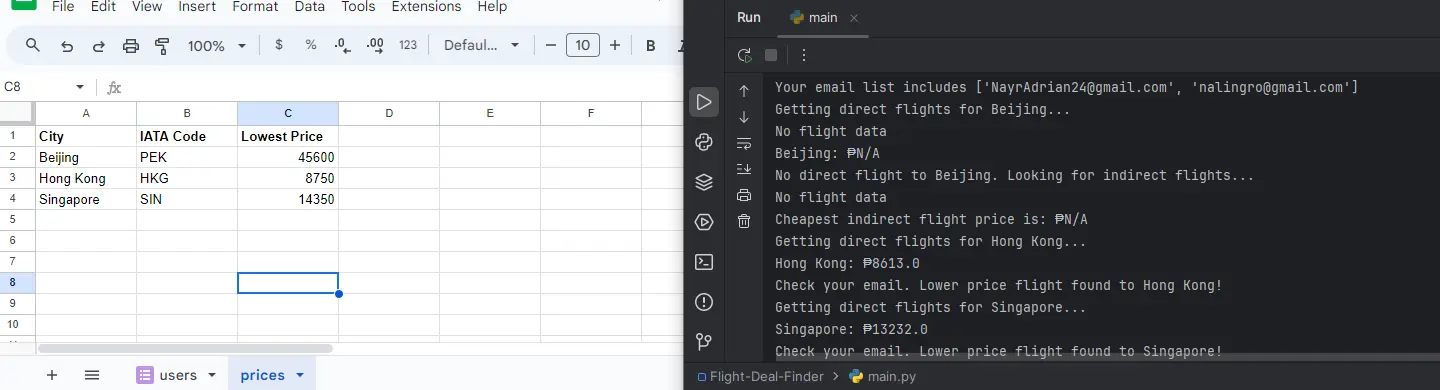 File Edit View Insert Format Data Tools Extensions Help
100% $ % .0 .00 123 Defaul... 10 B
C8 fx
A B C D E F
1 City IATA Code Lowest Price
2 Beijing PEK 45600
3 Hong Kong HKG 8750
4 Singapore SIN 14350
5
6
7
8
9
10
users prices
Run main
Your email list includes ['NayrAdrian24@gmail.com', 'nalingro@gmail.com']
Getting direct flights for Beijing...
No flight data
Beijing: ₱N/A
No direct flight to Beijing. Looking for indirect flights...
No flight data
Cheapest indirect flight price is: ₱N/A
Getting direct flights for Hong Kong...
Hong Kong: ₱8613.0
Check your email. Lower price flight found to Hong Kong!
Getting direct flights for Singapore...
Singapore: ₱13232.0
Check your email. Lower price flight found to Singapore!
Flight-Deal-Finder > main.py